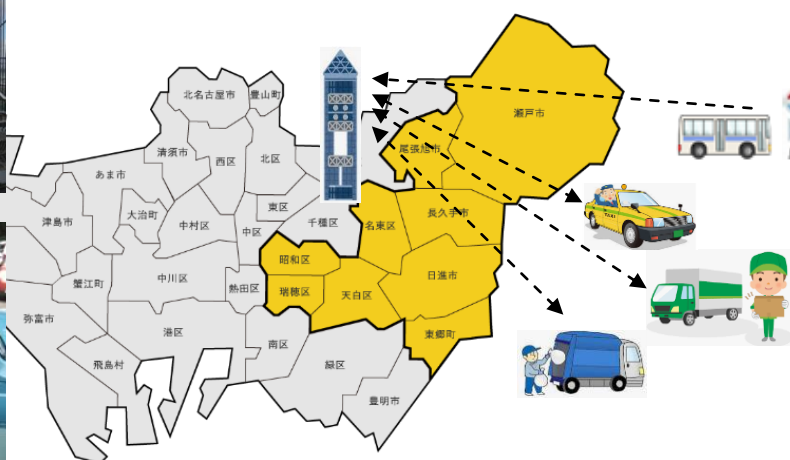 北名古屋市
豊山町
清須市
西区
北区
あま市
瀬戸市
尾張旭市
津島市
大治町
中村区
東区
中区
千種区
名東区
長久手市
昭和区
蟹江町
中川区
熱田区
瑞穂区
天白区
日進市
弥富市
港区
東郷町
南区
緑区
飛島村
豊明市
TAXI